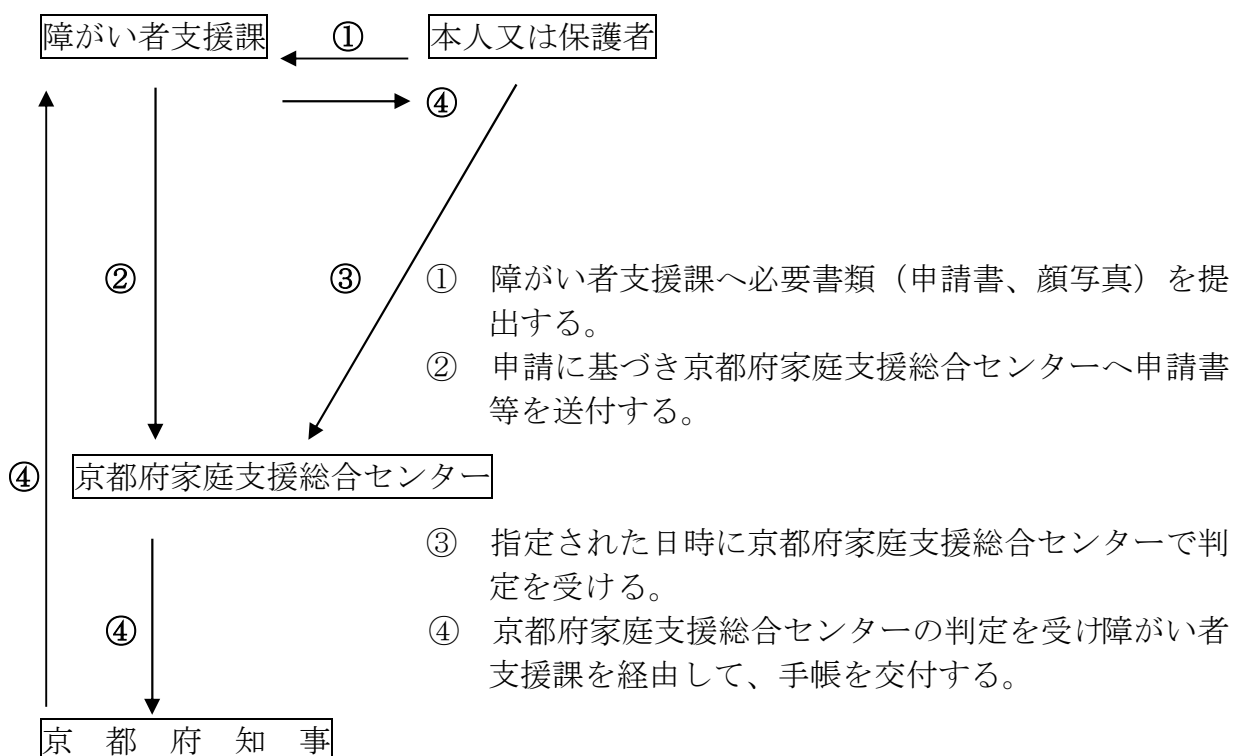 障がい者支援課 ① 本人又は保護者
④
② ③ ① 障がい者支援課へ必要書類（申請書、顔写真）を提
出する。
② 申請に基づき京都府家庭支援総合センターへ申請書
等を送付する。
④ 京都府家庭支援総合センター
③ 指定された日時に京都府家庭支援総合センターで判
定を受ける。
④ ④ 京都府家庭支援総合センターの判定を受け障がい者
支援課を経由して、手帳を交付する。
京 都 府 知 事